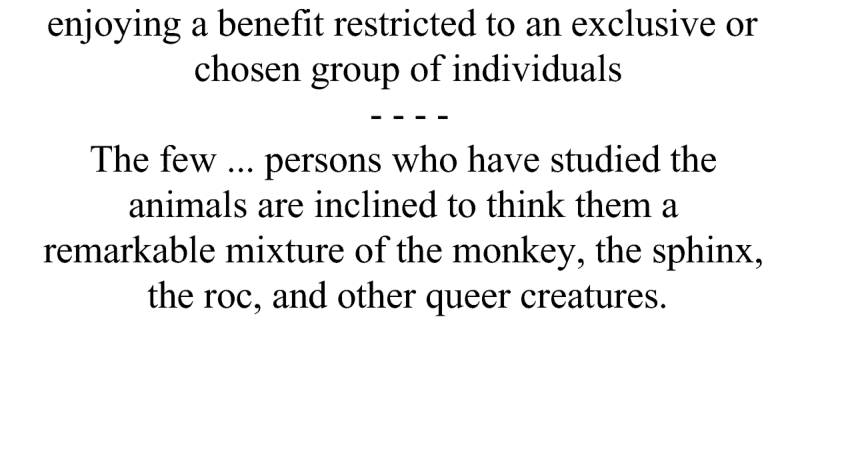 enjoying a benefit restricted to an exclusive or
chosen group of individuals
- - - -
The few ... persons who have studied the
animals are inclined to think them a
remarkable mixture of the monkey, the sphinx,
the roc, and other queer creatures.